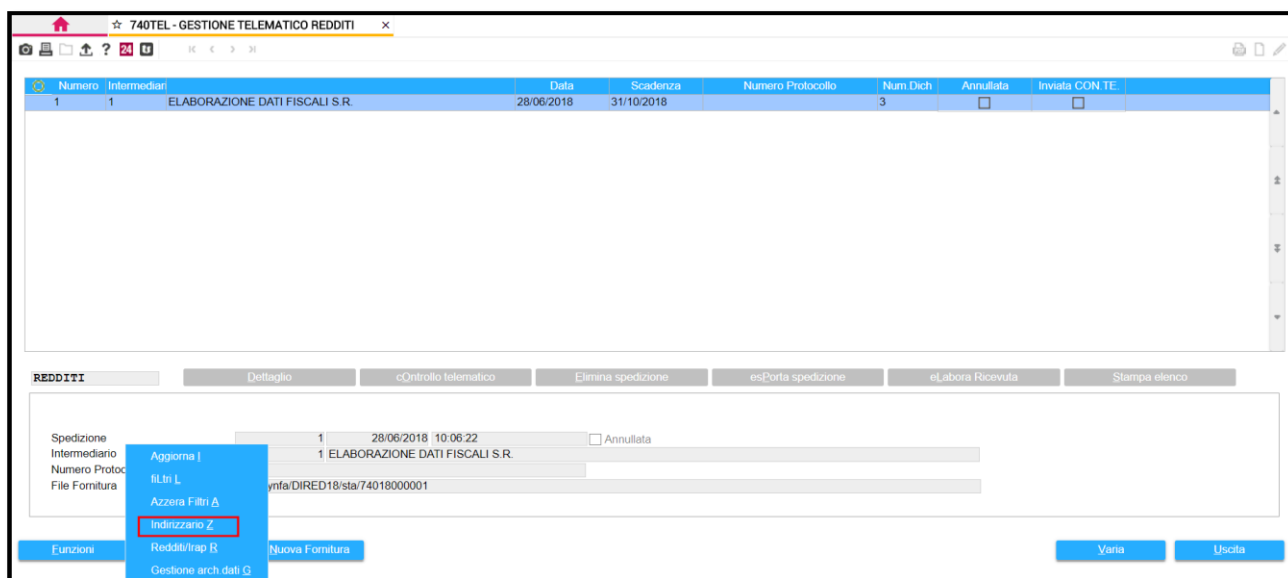 ☆ 740TEL - GESTIONE TELEMATICO REDDITI ×
? 24
Numero Intermediari Data Scadenza Numero Protocollo Num.Dich Annullata Inviata CON.TE.
1 1 ELABORAZIONE DATI FISCALI S.R. 28/06/2018 31/10/2018 3
REDDITI Dettaglio cOntrollo telematico Elimina spedizione esPorta spedizione eLabora Ricevuta Stampa elenco
Spedizione 1 28/06/2018 10:06:22 Annullata
Intermediario 1 ELABORAZIONE DATI FISCALI S.R.
Numero Protoc
File Fornitura ynfa/DIRED18/sta/74018000001
Aggiorna I
fiLtri L
Azzera Filtri A
Indirizzario Z
Redditi/Irap R
Gestione arch.dati G
Funzioni Nuova Fornitura Varia Uscita